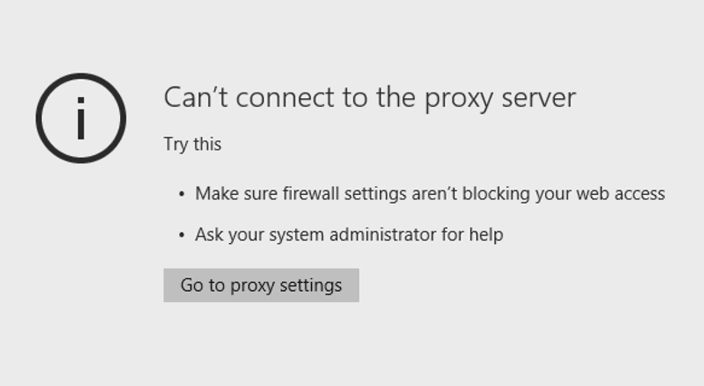 Can’t connect to the proxy server
Try this
• Make sure firewall settings aren’t blocking your web access
• Ask your system administrator for help
Go to proxy settings